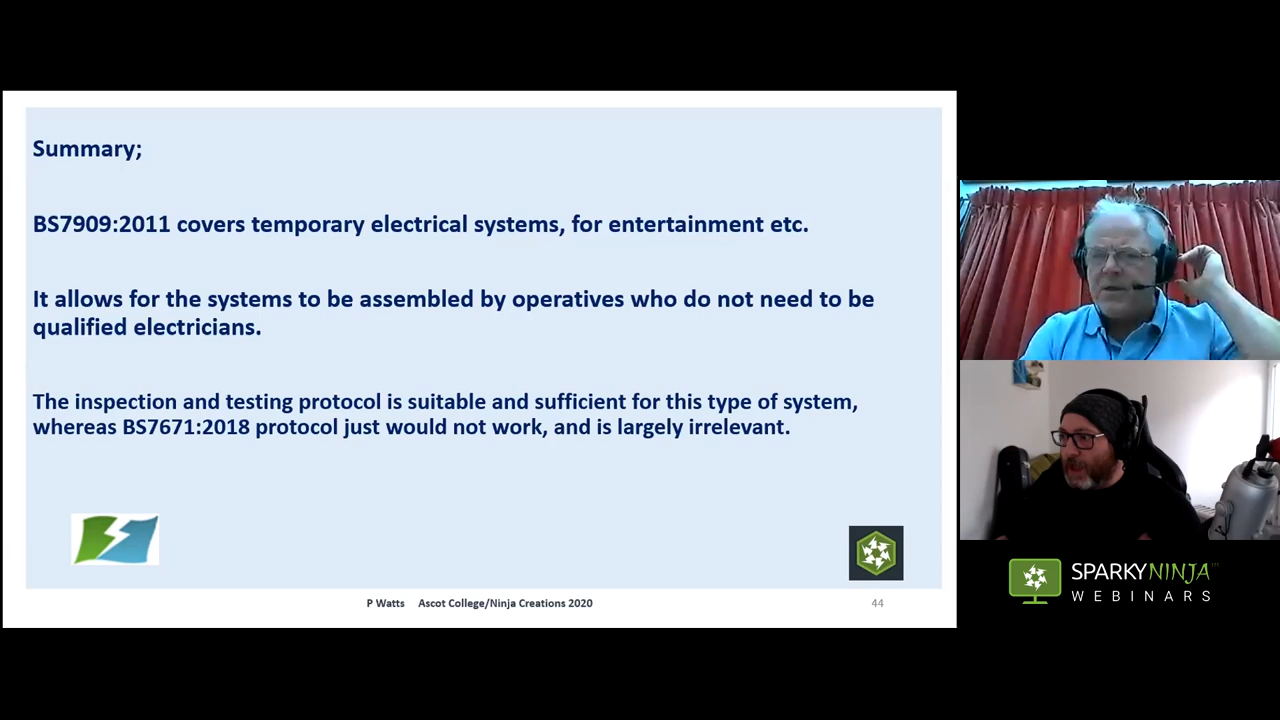 Summary;
BS7909:2011 covers temporary electrical systems, for entertainment etc.
It allows for the systems to be assembled by operatives who do not need to be
qualified electricians.
The inspection and testing protocol is suitable and sufficient for this type of system,
whereas BS7671:2018 protocol just would not work, and is largely irrelevant.
P Watts Ascot College/Ninja Creations 2020
44
SPARKYNINJA™
WEBINARS